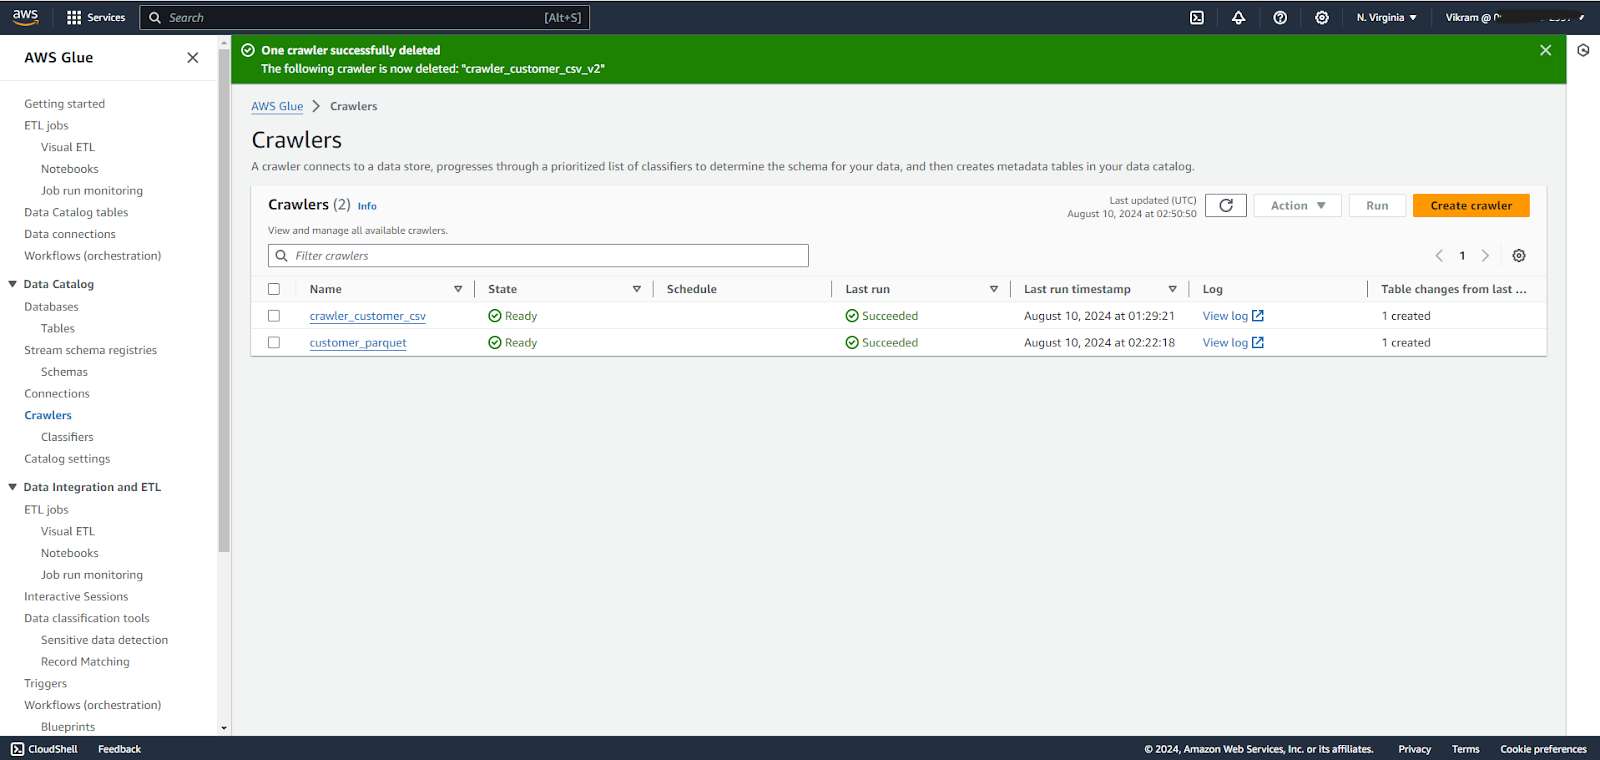 aws Services Search [Alt+S] N. Virginia Vikram @
AWS Glue
Getting started
ETL jobs
Visual ETL
Notebooks
Job run monitoring
Data Catalog tables
Data connections
Workflows (orchestration)
Data Catalog
Databases
Tables
Stream schema registries
Schemas
Connections
Crawlers
Classifiers
Catalog settings
Data Integration and ETL
ETL jobs
Visual ETL
Notebooks
Job run monitoring
Interactive Sessions
Data classification tools
Sensitive data detection
Record Matching
Triggers
Workflows (orchestration)
Blueprints
One crawler successfully deleted
The following crawler is now deleted: "crawler_customer_csv_v2"
AWS Glue > Crawlers
Crawlers
A crawler connects to a data store, progresses through a prioritized list of classifiers to determine the schema for your data, and then creates metadata tables in your data catalog.
Crawlers (2) Info
Last updated (UTC)
August 10, 2024 at 02:50:50
Action Run Create crawler
View and manage all available crawlers.
Filter crawlers 1
Name State Schedule Last run Last run timestamp Log Table changes from last ...
crawler_customer_csv Ready Succeeded August 10, 2024 at 01:29:21 View log 1 created
customer_parquet Ready Succeeded August 10, 2024 at 02:22:18 View log 1 created
CloudShell Feedback © 2024, Amazon Web Services, Inc. or its affiliates. Privacy Terms Cookie preferences